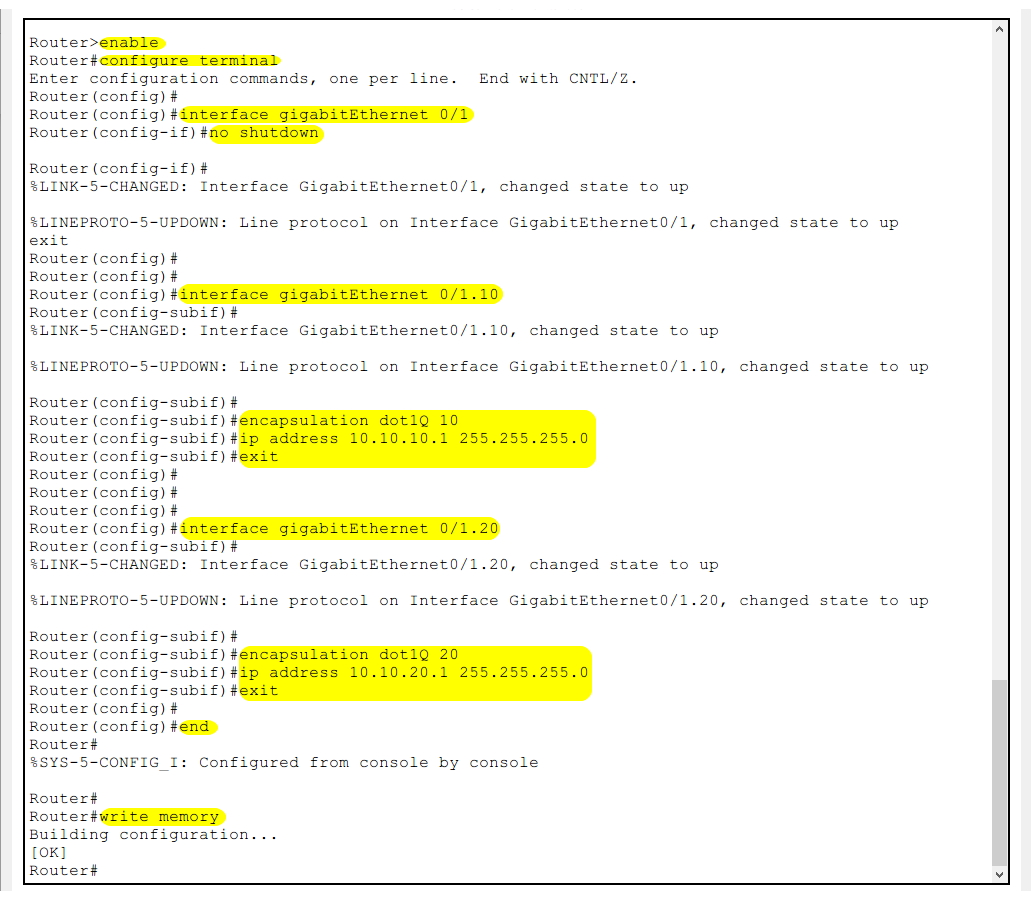 Router>enable
Router#configure terminal
Enter configuration commands, one per line.  End with CNTL/Z.
Router(config)#
Router(config)#interface gigabitEthernet 0/1
Router(config-if)#no shutdown
Router(config-if)#
%LINK-5-CHANGED: Interface GigabitEthernet0/1, changed state to up
%LINEPROTO-5-UPDOWN: Line protocol on Interface GigabitEthernet0/1, changed state to up
exit
Router(config)#
Router(config)#
Router(config)#interface gigabitEthernet 0/1.10
Router(config-subif)#
%LINK-5-CHANGED: Interface GigabitEthernet0/1.10, changed state to up
%LINEPROTO-5-UPDOWN: Line protocol on Interface GigabitEthernet0/1.10, changed state to up
Router(config-subif)#
Router(config-subif)#encapsulation dot1Q 10
Router(config-subif)#ip address 10.10.10.1 255.255.255.0
Router(config-subif)#exit
Router(config)#
Router(config)#
Router(config)#
Router(config)#interface gigabitEthernet 0/1.20
Router(config-subif)#
%LINK-5-CHANGED: Interface GigabitEthernet0/1.20, changed state to up
%LINEPROTO-5-UPDOWN: Line protocol on Interface GigabitEthernet0/1.20, changed state to up
Router(config-subif)#
Router(config-subif)#encapsulation dot1Q 20
Router(config-subif)#ip address 10.10.20.1 255.255.255.0
Router(config-subif)#exit
Router(config)#
Router(config)#end
Router#
%SYS-5-CONFIG_I: Configured from console by console
Router#
Router#write memory
Building configuration...
[OK]
Router#